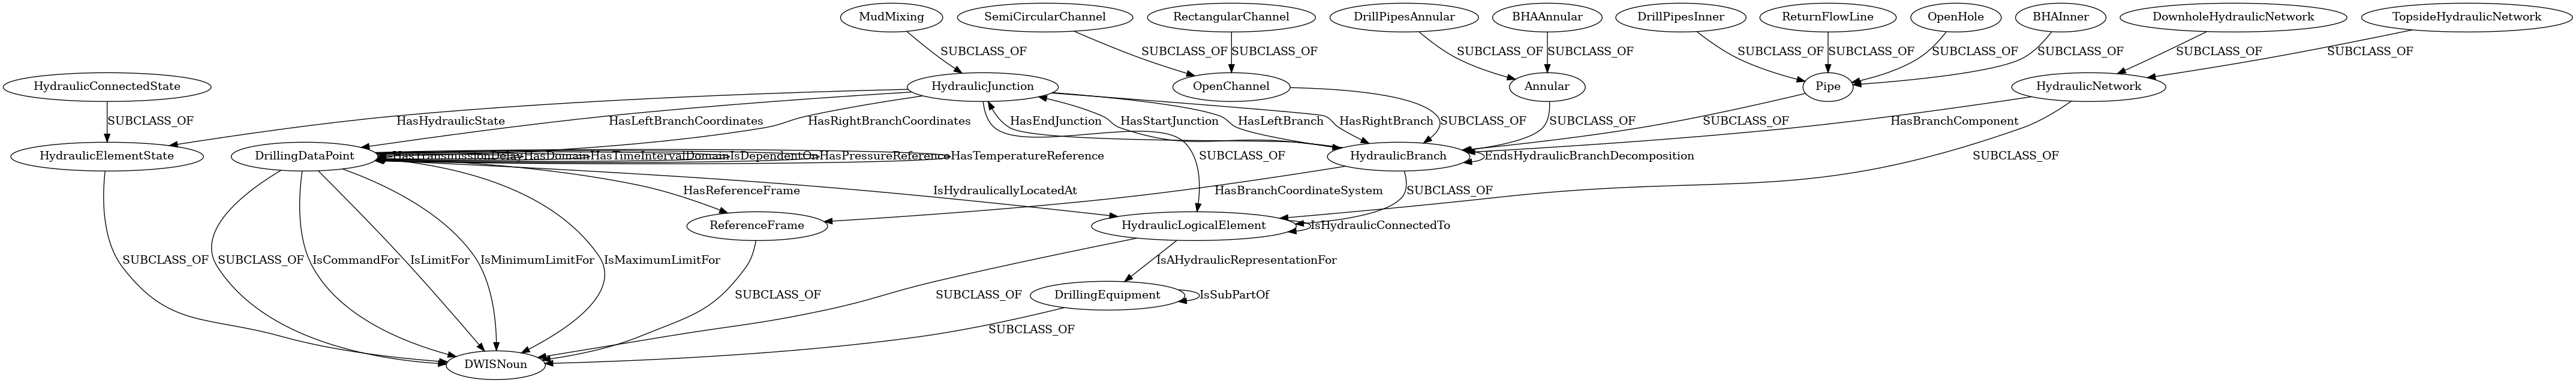 MudMixing
SemiCircularChannel
RectangularChannel
DrillPipesAnnular
BHAAnnular
DrillPipesInner
ReturnFlowLine
OpenHole
BHAInner
DownholeHydraulicNetwork
TopsideHydraulicNetwork
SUBCLASS_OF
SUBCLASS_OF
SUBCLASS_OF
SUBCLASS_OF
SUBCLASS_OF
SUBCLASS_OF
SUBCLASS_OF
SUBCLASS_OF
SUBCLASS_OF
SUBCLASS_OF
SUBCLASS_OF
HydraulicConnectedState
HydraulicJunction
OpenChannel
Annular
Pipe
HydraulicNetwork
SUBCLASS_OF
HasHydraulicState
HasLeftBranchCoordinates
HasRightBranchCoordinates
HasEndJunction
HasStartJunction
HasLeftBranch
HasRightBranch
SUBCLASS_OF
SUBCLASS_OF
SUBCLASS_OF
HasBranchComponent
HydraulicElementState
DrillingDataPoint
HasTransmissionDelay
HasDomain
HasTimeIntervalDomain
IsDependentOn
HasPressureReference
HasTemperatureReference
SUBCLASS_OF
HydraulicBranch
EndsHydraulicBranchDecomposition
SUBCLASS_OF
HasReferenceFrame
IsHydraulicallyLocatedAt
HasBranchCoordinateSystem
SUBCLASS_OF
ReferenceFrame
HydraulicLogicalElement
IsHydraulicConnectedTo
SUBCLASS_OF
SUBCLASS_OF
IsCommandFor
IsLimitFor
IsMinimumLimitFor
IsMaximumLimitFor
IsAHydraulicRepresentationFor
SUBCLASS_OF
SUBCLASS_OF
DrillingEquipment
IsSubPartOf
SUBCLASS_OF
DWISNoun